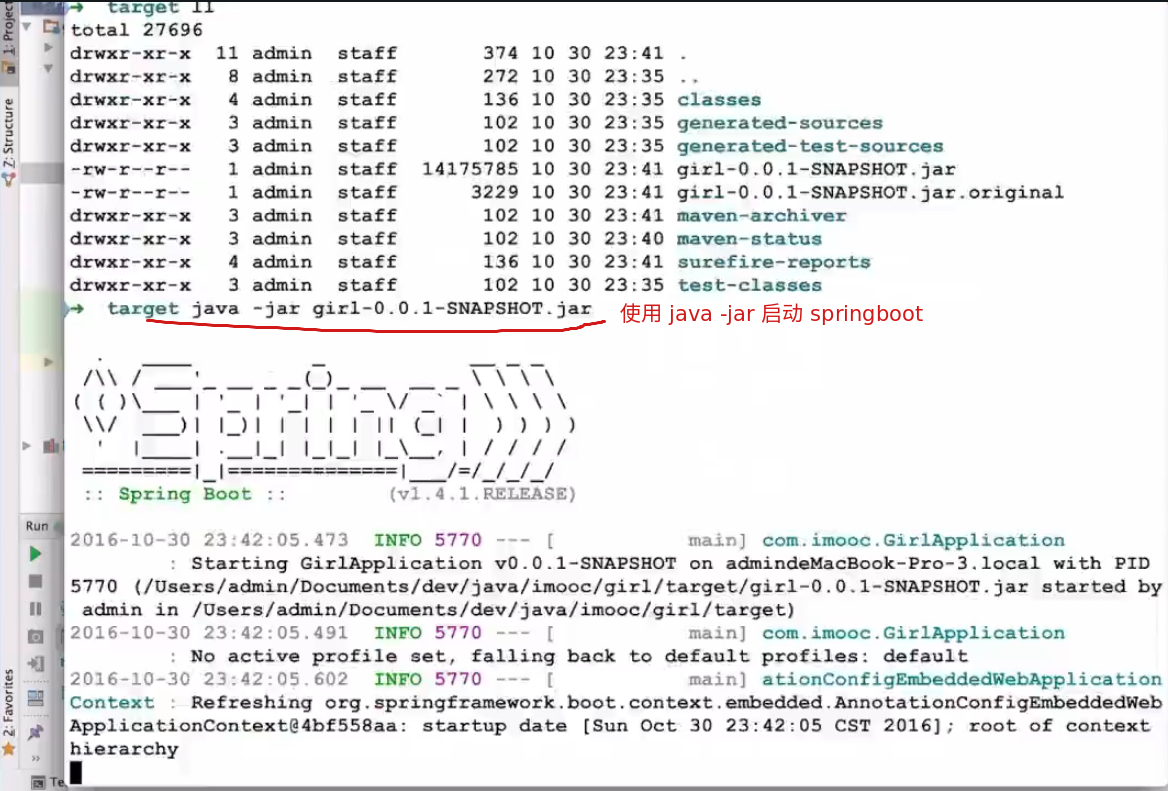 1: Project
Z: Structure
2: Favorites
Run
→ target ll
total 27696
drwxr-xr-x 11 admin staff 374 10 30 23:41 .
drwxr-xr-x 8 admin staff 272 10 30 23:35 ..
drwxr-xr-x 4 admin staff 136 10 30 23:35 classes
drwxr-xr-x 3 admin staff 102 10 30 23:35 generated-sources
drwxr-xr-x 3 admin staff 102 10 30 23:35 generated-test-sources
-rw-r--r-- 1 admin staff 14175785 10 30 23:41 girl-0.0.1-SNAPSHOT.jar
-rw-r--r-- 1 admin staff 3229 10 30 23:41 girl-0.0.1-SNAPSHOT.jar.original
drwxr-xr-x 3 admin staff 102 10 30 23:41 maven-archiver
drwxr-xr-x 3 admin staff 102 10 30 23:40 maven-status
drwxr-xr-x 4 admin staff 136 10 30 23:41 surefire-reports
drwxr-xr-x 3 admin staff 102 10 30 23:35 test-classes
→ target java -jar girl-0.0.1-SNAPSHOT.jar 使用 java -jar 启动 springboot
Spring
:: Spring Boot :: (v1.4.1.RELEASE)
2016-10-30 23:42:05.473 INFO 5770 --- [ main] com.imooc.GirlApplication
: Starting GirlApplication v0.0.1-SNAPSHOT on admindeMacBook-Pro-3.local with PID
5770 (/Users/admin/Documents/dev/java/imooc/girl/target/girl-0.0.1-SNAPSHOT.jar started by
admin in /Users/admin/Documents/dev/java/imooc/girl/target)
2016-10-30 23:42:05.491 INFO 5770 --- [ main] com.imooc.GirlApplication
: No active profile set, falling back to default profiles: default
2016-10-30 23:42:05.602 INFO 5770 --- [ main] ationConfigEmbeddedWebApplication
Context : Refreshing org.springframework.boot.context.embedded.AnnotationConfigEmbeddedWeb
ApplicationContext@4bf558aa: startup date [Sun Oct 30 23:42:05 CST 2016]; root of context
hierarchy